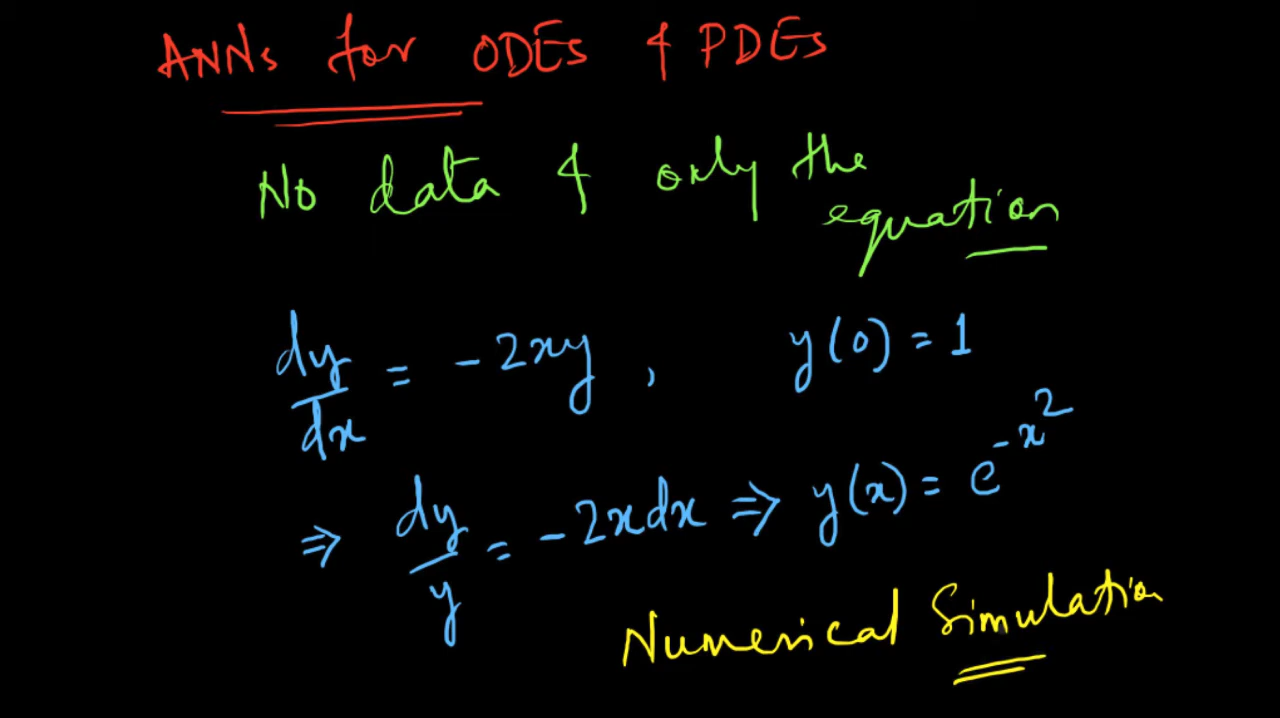 ANNs for ODEs & PDEs
No data & only the
equation
dy/dx = -2xy , y(0) = 1
⇒ dy/y = -2xdx ⇒ y(x) = e^{-x^2}
Numerical Simulation